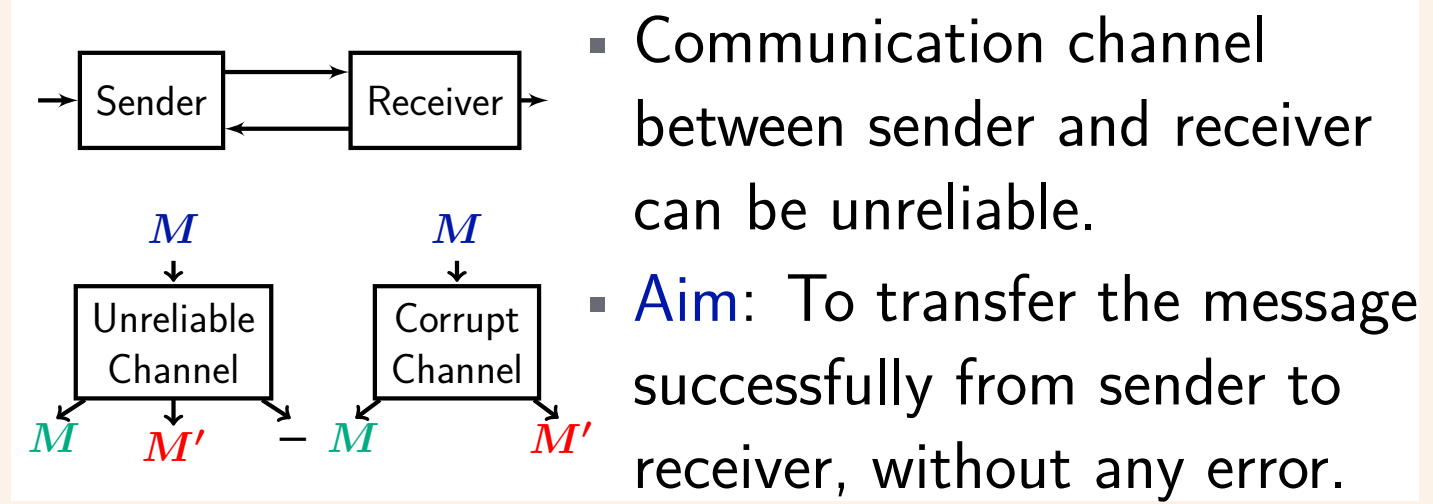 Sender
Receiver
M
M
Unreliable
Channel
Corrupt
Channel
M
M′
–
M
M′
Communication channel
between sender and receiver
can be unreliable.
Aim: To transfer the message
successfully from sender to
receiver, without any error.